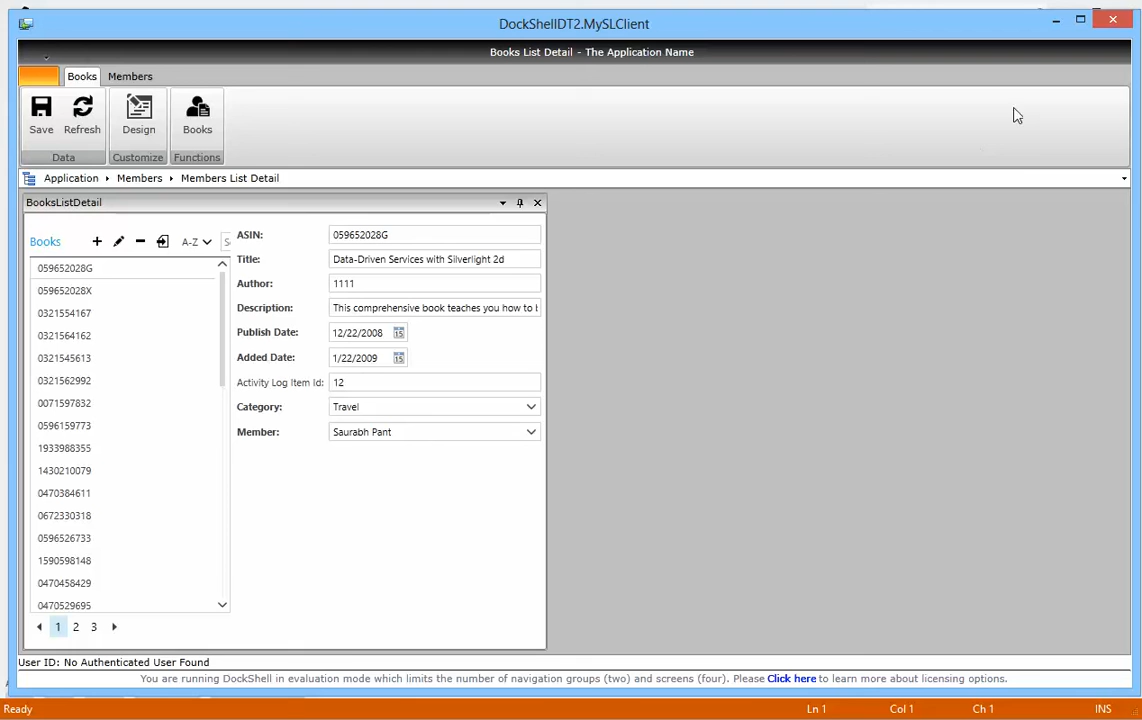 DockShellDT2.MySLClient
Books List Detail - The Application Name
Books Members
Save Refresh Design Books
Data Customize Functions
Application Members Members List Detail
BooksListDetail
Books A-Z
059652028G
059652028X
0321554167
0321564162
0321545613
0321562992
0071597832
0596159773
1933988355
1430210079
0470384611
0672330318
0596526733
1590598148
0470458429
0470529695
1 2 3
ASIN: 059652028G
Title: Data-Driven Services with Silverlight 2d
Author: 1111
Description: This comprehensive book teaches you how to b
Publish Date: 12/22/2008 15
Added Date: 1/22/2009 15
Activity Log Item Id: 12
Category: Travel
Member: Saurabh Pant
User ID: No Authenticated User Found
You are running DockShell in evaluation mode which limits the number of navigation groups (two) and screens (four). Please Click here to learn more about licensing options.
Ready Ln 1 Col 1 Ch 1 INS